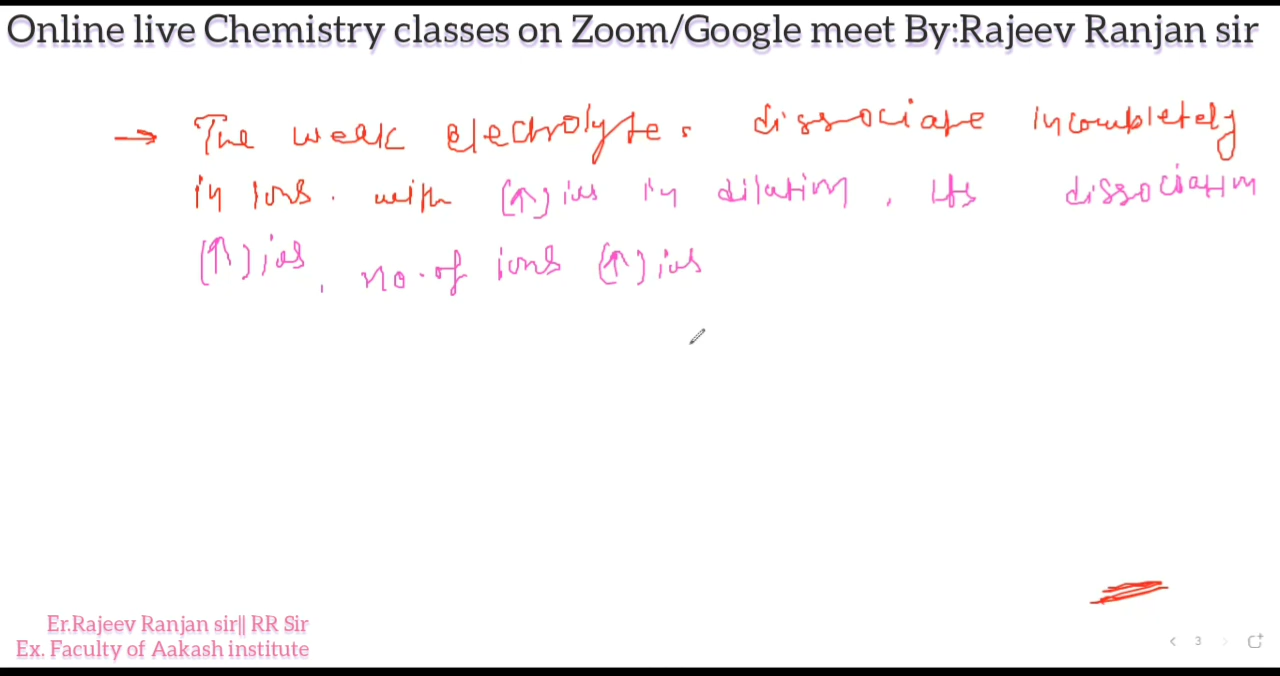 Online live Chemistry classes on Zoom/Google meet By:Rajeev Ranjan sir
→ The weak electrolyte. dissociate incompletely
in ions. with (↑)ies in dilution, its dissociation
(↑)ies, no. of ions (↑)ies
Er.Rajeev Ranjan sir|| RR Sir
Ex. Faculty of Aakash institute
< 3 >